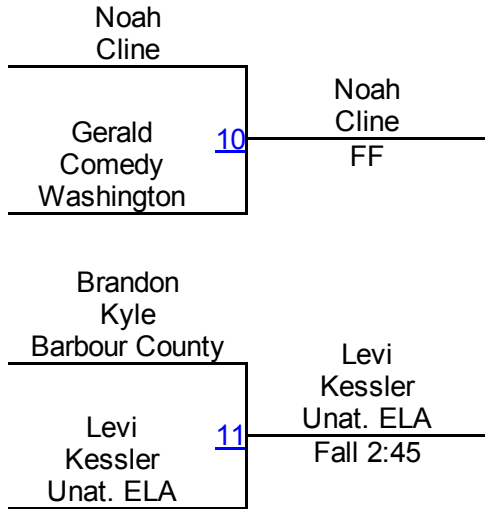 Noah
Cline
Gerald
Comedy
Washington
10
Noah
Cline
FF
Brandon
Kyle
Barbour County
Levi
Kessler
Unat. ELA
11
Levi
Kessler
Unat. ELA
Fall 2:45